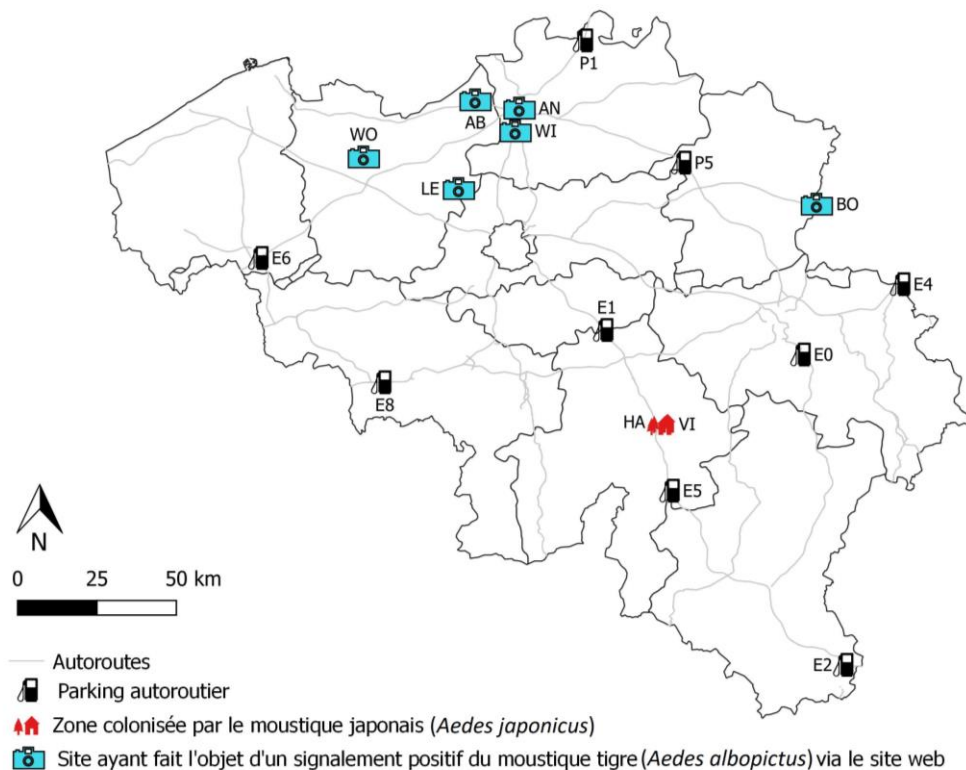 P1
AB
AN
WI
WO
LE
P5
BO
E6
E4
E1
E0
E8
HA
VI
E5
N
0 25 50 km
E2
Autoroutes
Parking autoroutier
Zone colonisée par le moustique japonais (Aedes japonicus)
Site ayant fait l'objet d'un signalement positif du moustique tigre (Aedes albopictus) via le site web